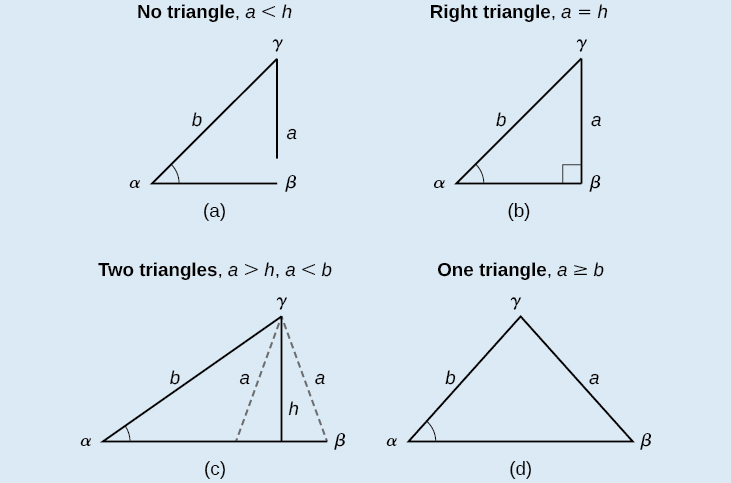 No triangle, a < h
γ
b
a
α
β
(a)
Right triangle, a = h
γ
b
a
α
β
(b)
Two triangles, a > h, a < b
γ
b
a
a
h
α
β
(c)
One triangle, a ≥ b
γ
b
a
α
β
(d)